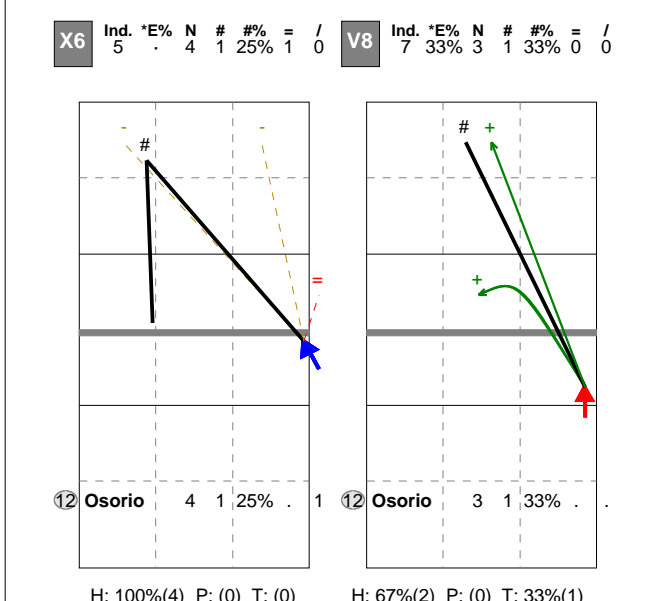 X6 Ind. *E% N # #% = /
5 . 4 1 25% 1 0
V8 Ind. *E% N # #% = /
7 33% 3 1 33% 0 0
- # -
=
# +
+
12 Osorio 4 1 25% . 1
12 Osorio 3 1 33% . .
H: 100%(4) P: (0) T: (0)
H: 67%(2) P: (0) T: 33%(1)